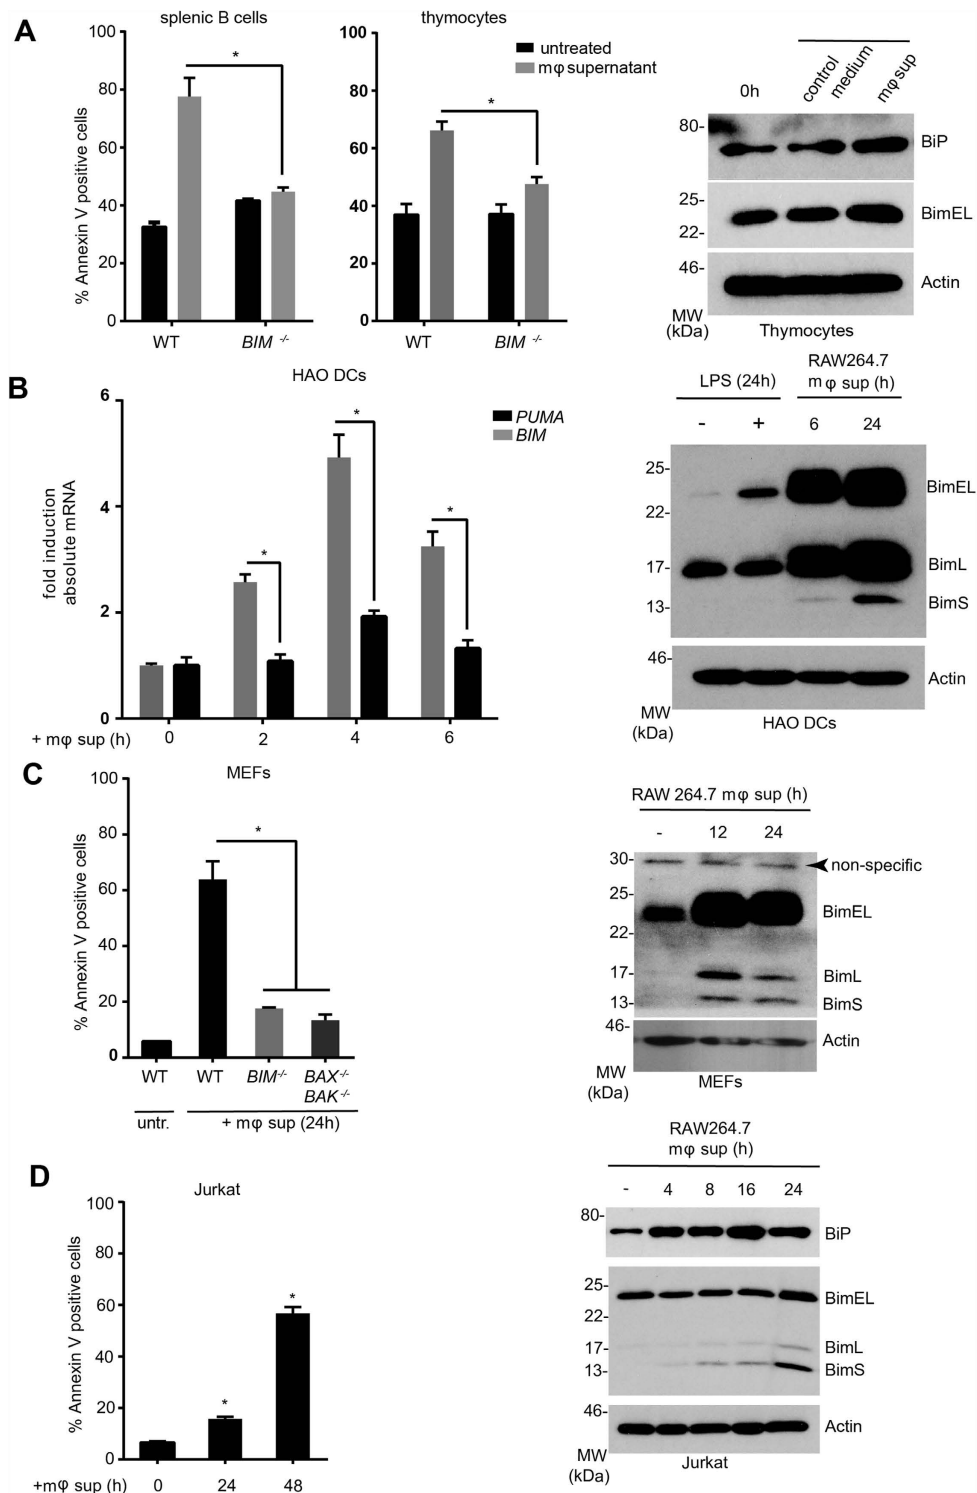 A
splenic B cells
thymocytes
% Annexin V positive cells
100
80
60
40
20
0
*
WT
BIM -/-
100
80
60
40
20
0
*
WT
BIM -/-
untreated
mφ supernatant
0h
control
medium
mφ sup
80-
BiP
25-
22-
BimEL
46-
Actin
MW
(kDa)
Thymocytes
B
HAO DCs
fold induction
absolute mRNA
6
4
2
0
*
*
*
PUMA
BIM
+ mφ sup (h)
0
2
4
6
LPS (24h)
RAW264.7
mφ sup (h)
-
+
6
24
25-
BimEL
22-
17-
BimL
BimS
13-
46-
Actin
MW
(kDa)
HAO DCs
C
MEFs
% Annexin V positive cells
100
80
60
40
20
0
*
WT
WT
BIM-/-
BAX-/-
BAK-/-
untr.
+ mφ sup (24h)
RAW 264.7 mφ sup (h)
-
12
24
30-
non-specific
25-
BimEL
22-
17-
BimL
13-
BimS
46-
Actin
MW
(kDa)
MEFs
D
Jurkat
% Annexin V positive cells
100
80
60
40
20
0
*
*
+mφ sup (h)
0
24
48
RAW264.7
mφ sup (h)
-
4
8
16
24
80-
BiP
25-
BimEL
22-
17-
BimL
13-
BimS
46-
Actin
MW
(kDa)
Jurkat